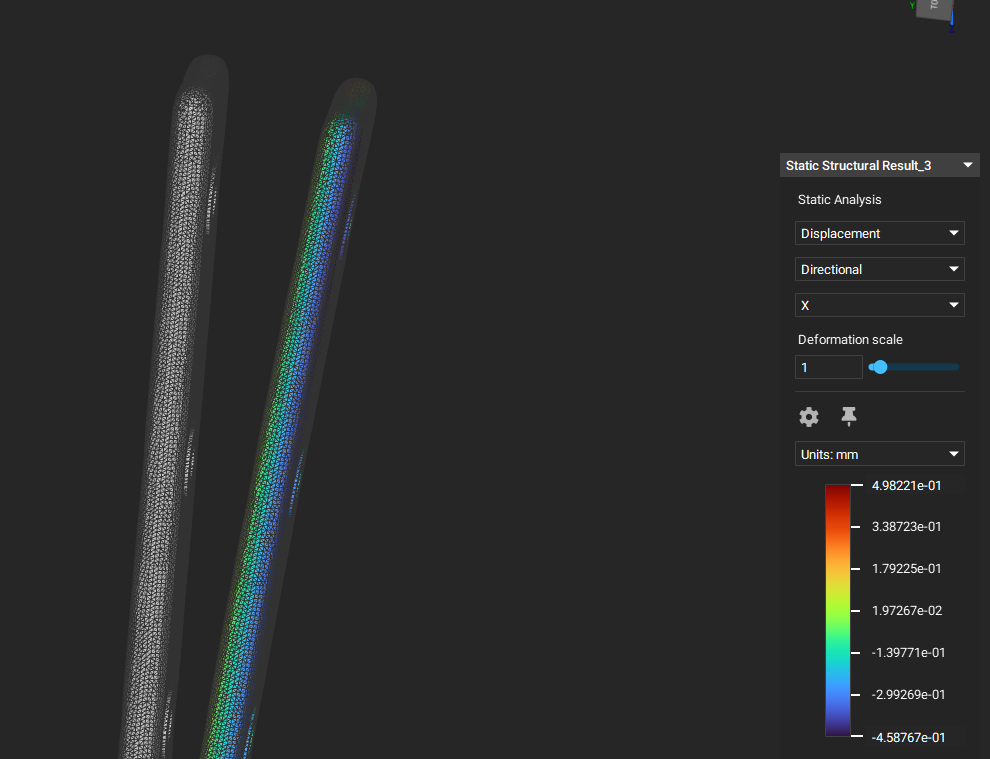 Y
TO
Z
Static Structural Result_3
Static Analysis
Displacement
Directional
X
Deformation scale
1
Units: mm
4.98221e-01
3.38723e-01
1.79225e-01
1.97267e-02
-1.39771e-01
-2.99269e-01
-4.58767e-01